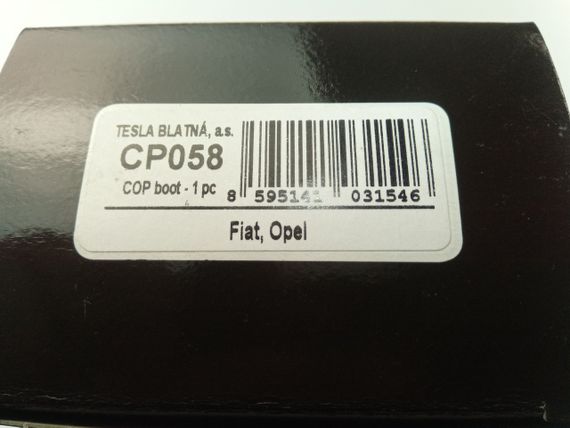 TESLA BLATNÁ, a.s.
CP058
COP boot - 1 pc
8 595141 031546
Fiat, Opel